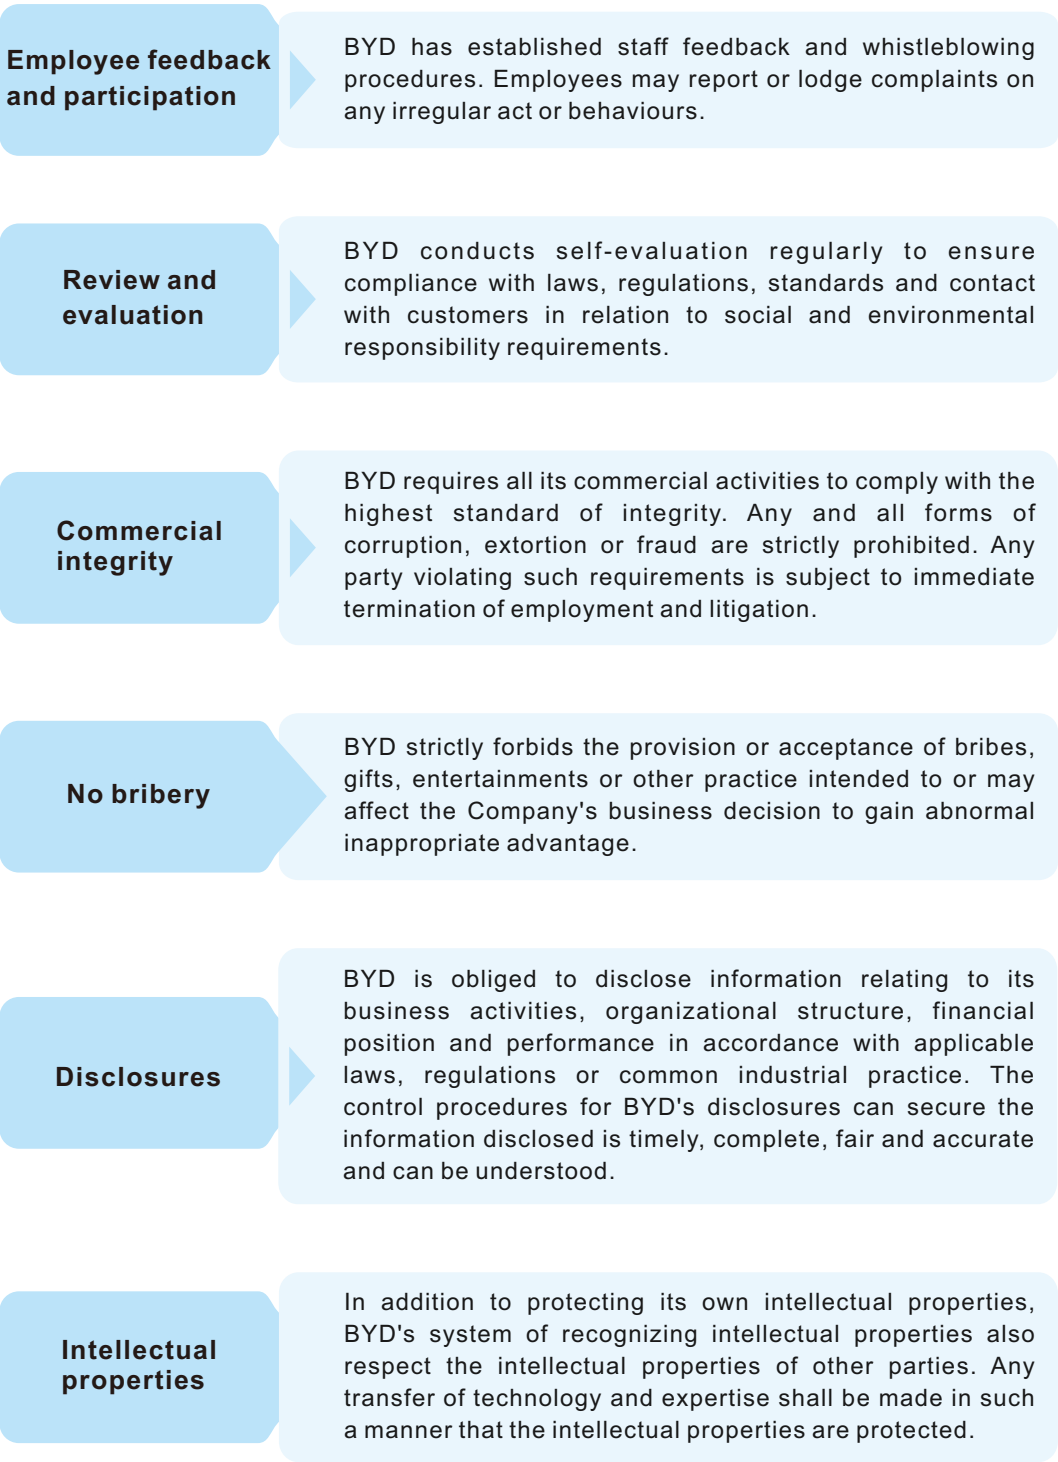 Employee feedback
and participation
BYD has established staff feedback and whistleblowing
procedures. Employees may report or lodge complaints on
any irregular act or behaviours.
Review and
evaluation
BYD conducts self-evaluation regularly to ensure
compliance with laws, regulations, standards and contact
with customers in relation to social and environmental
responsibility requirements.
Commercial
integrity
BYD requires all its commercial activities to comply with the
highest standard of integrity. Any and all forms of
corruption, extortion or fraud are strictly prohibited. Any
party violating such requirements is subject to immediate
termination of employment and litigation.
No bribery
BYD strictly forbids the provision or acceptance of bribes,
gifts, entertainments or other practice intended to or may
affect the Company's business decision to gain abnormal
inappropriate advantage.
Disclosures
BYD is obliged to disclose information relating to its
business activities, organizational structure, financial
position and performance in accordance with applicable
laws, regulations or common industrial practice. The
control procedures for BYD's disclosures can secure the
information disclosed is timely, complete, fair and accurate
and can be understood.
Intellectual
properties
In addition to protecting its own intellectual properties,
BYD's system of recognizing intellectual properties also
respect the intellectual properties of other parties. Any
transfer of technology and expertise shall be made in such
a manner that the intellectual properties are protected.